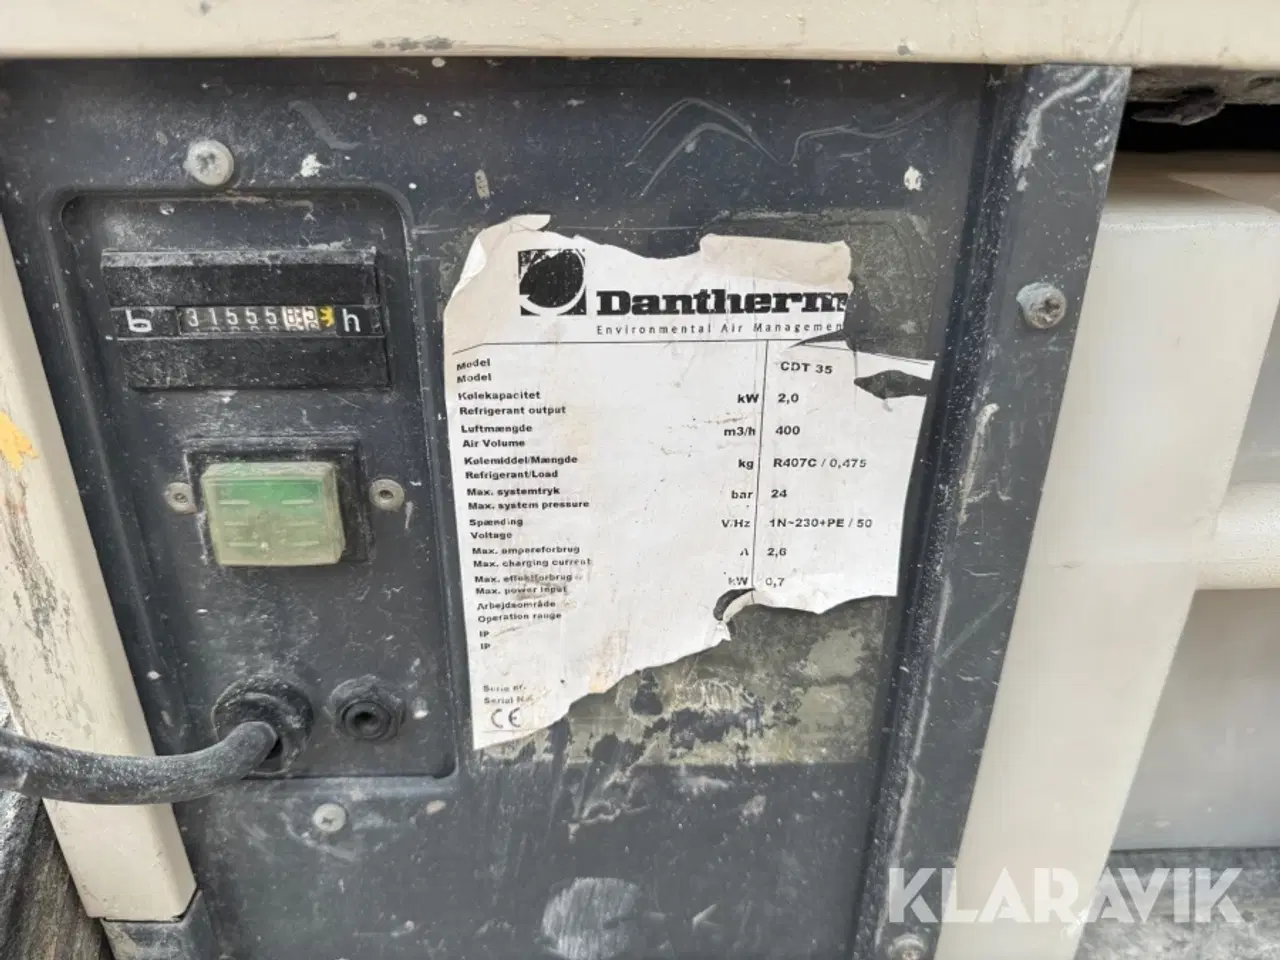 31555 h
Dantherm
Environmental Air Managemen
Model CDT 35
Model
Kølekapacitet kW 2,0
Refrigerant output
Luftmængde m3/h 400
Air Volume
Kølemiddel/Mængde kg R407C / 0,475
Refrigerant/Load
Max. systemtryk bar 24
Max. system pressure
Spænding V/Hz 1N~230+PE / 50
Voltage
Max. ampereforbrug A 2,6
Max. charging current
Max. effektforbrug kW 0,7
Max. power input
Arbejdsområde
Operation range
IP
IP
Serie nr.
Serial
CE
KLARAVIK